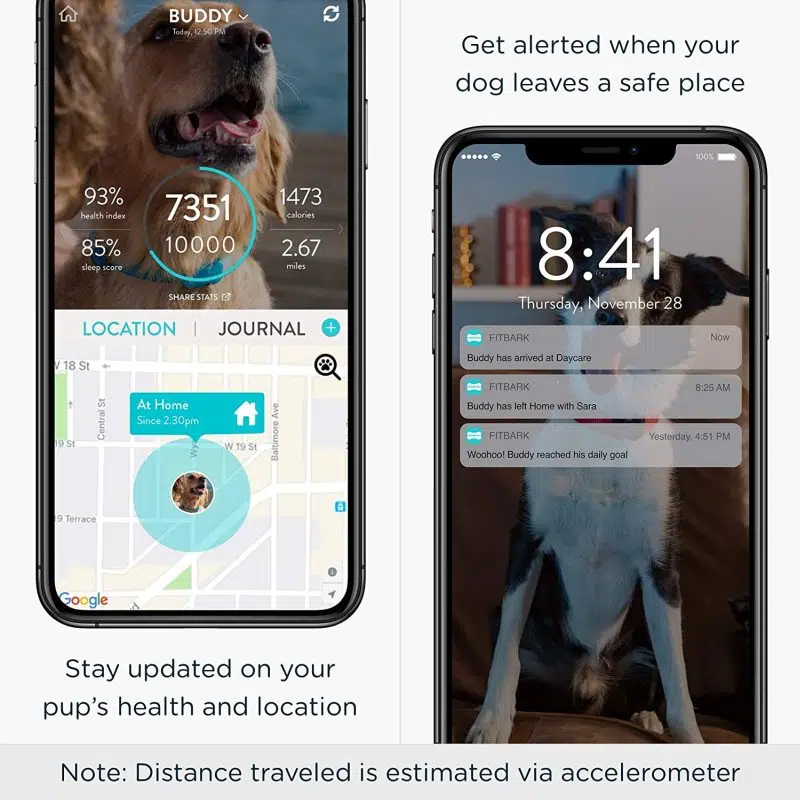 BUDDY
Today, 12.50 PM
93%
health index
7351
10000
1473
calories
85%
sleep score
2.67
miles
SHARE STATS
LOCATION | JOURNAL
W 18 St
Central St
At Home
Since 2.30pm
Baltimore Ave
19 St
W 19 St
19 Terrace
Google
Stay updated on your
pup's health and location
Get alerted when your
dog leaves a safe place
100%
8:41
Thursday, November 28
FITBARK Now
Buddy has arrived at Daycare
FITBARK 8:25 AM
Buddy has left Home with Sara
FITBARK Yesterday, 4:51 PM
Woohoo! Buddy reached his daily goal
Note: Distance traveled is estimated via accelerometer